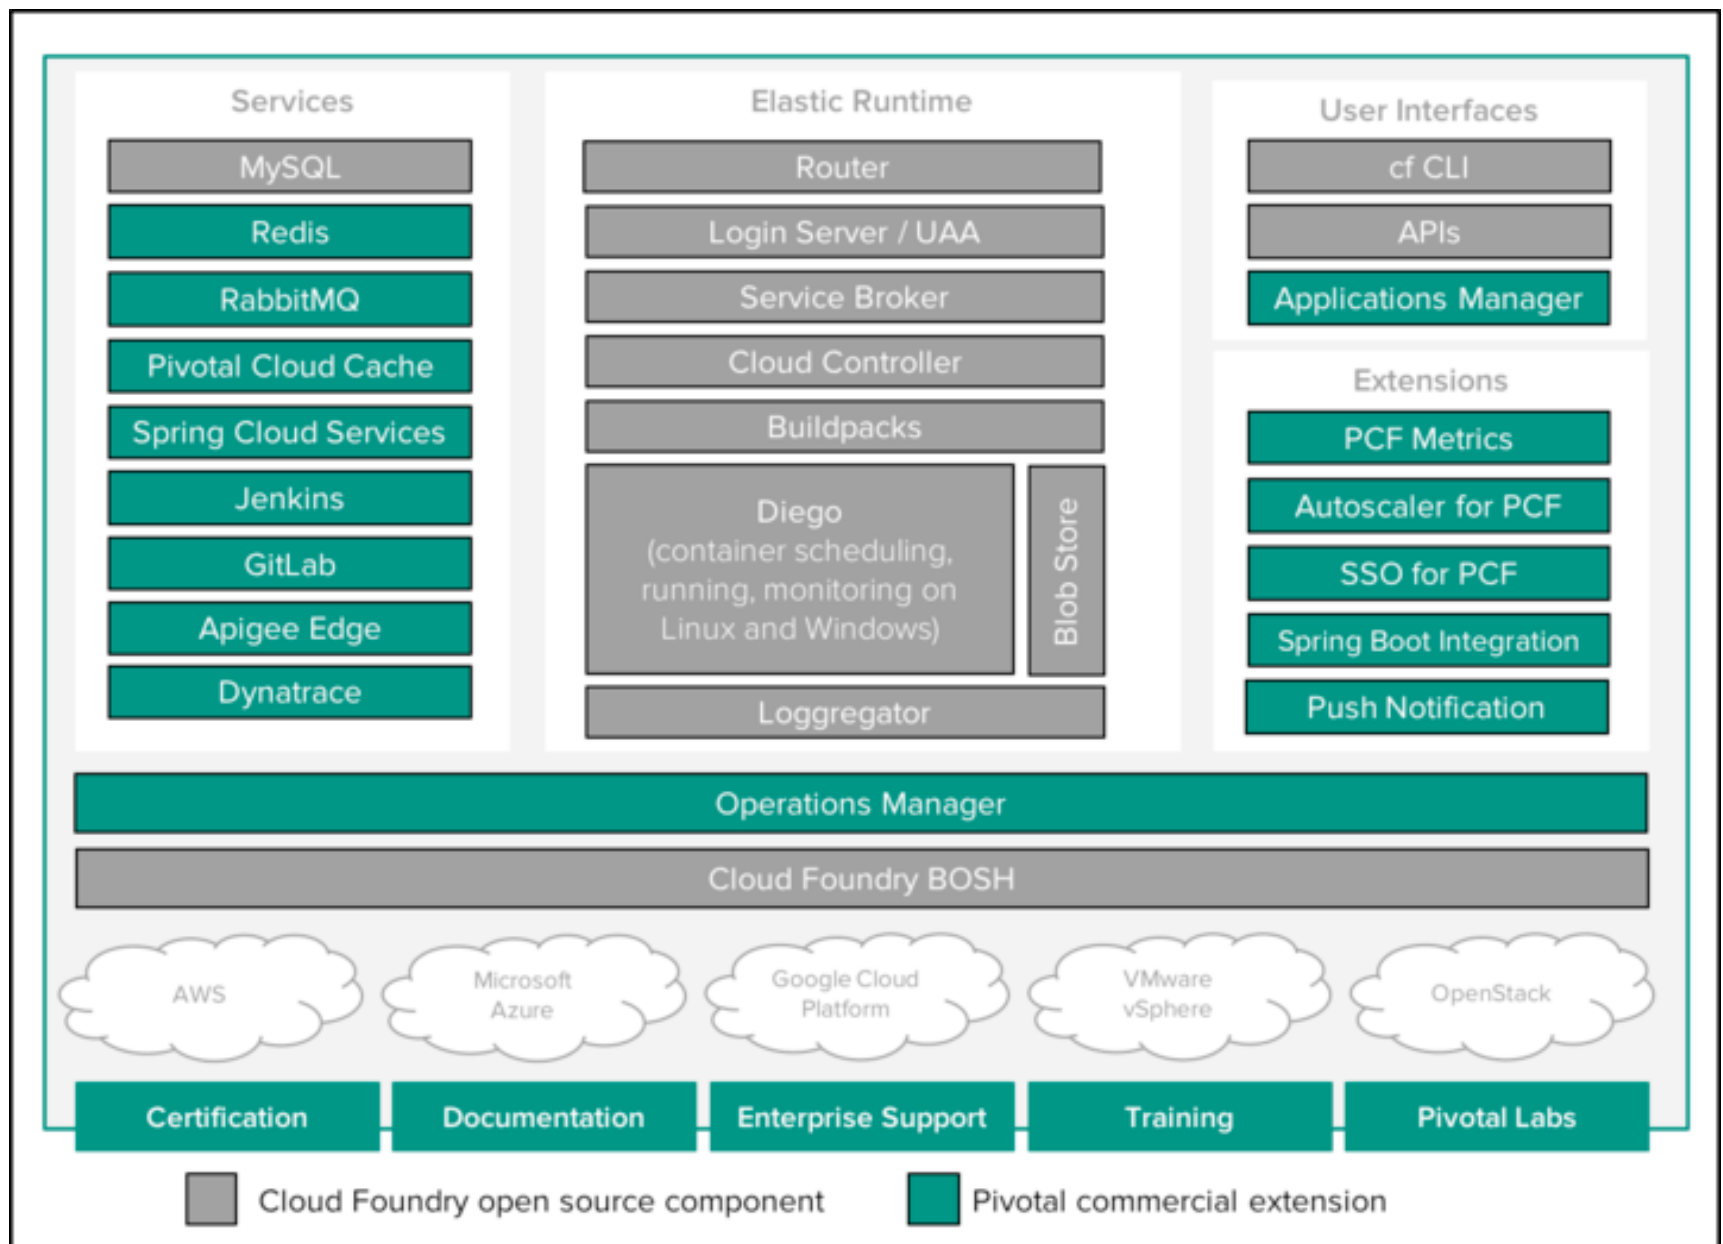 Services
MySQL
Redis
RabbitMQ
Pivotal Cloud Cache
Spring Cloud Services
Jenkins
GitLab
Apigee Edge
Dynatrace
Elastic Runtime
Router
Login Server / UAA
Service Broker
Cloud Controller
Buildpacks
Diego
(container scheduling,
running, monitoring on
Linux and Windows)
Blob Store
Loggregator
User Interfaces
cf CLI
APIs
Applications Manager
Extensions
PCF Metrics
Autoscaler for PCF
SSO for PCF
Spring Boot Integration
Push Notification
Operations Manager
Cloud Foundry BOSH
AWS
Microsoft
Azure
Google Cloud
Platform
VMware
vSphere
OpenStack
Certification
Documentation
Enterprise Support
Training
Pivotal Labs
Cloud Foundry open source component
Pivotal commercial extension